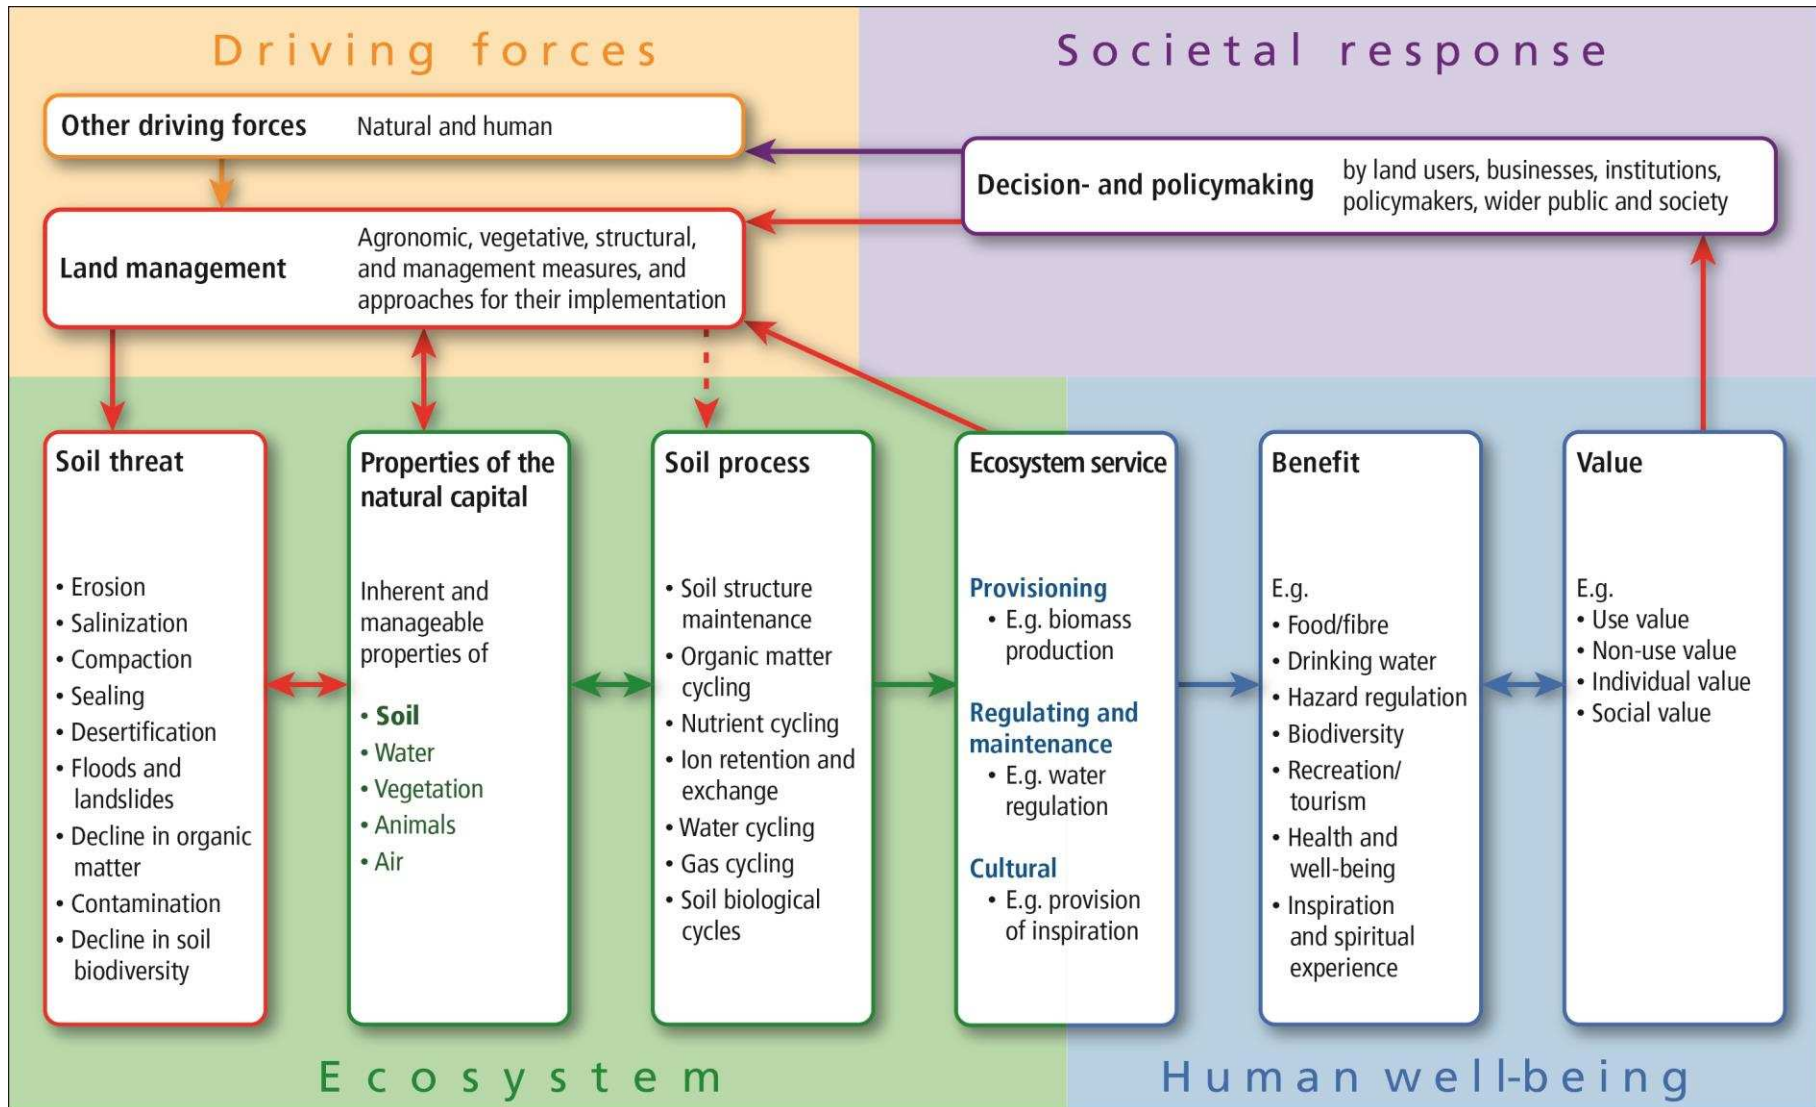 Driving forces
Societal response
Other driving forces
Natural and human
Land management
Agronomic, vegetative, structural,
and management measures, and
approaches for their implementation
Decision- and policymaking
by land users, businesses, institutions,
policymakers, wider public and society
Soil threat
• Erosion
• Salinization
• Compaction
• Sealing
• Desertification
• Floods and
landslides
• Decline in organic
matter
• Contamination
• Decline in soil
biodiversity
Properties of the
natural capital
Inherent and
manageable
properties of
• Soil
• Water
• Vegetation
• Animals
• Air
Soil process
• Soil structure
maintenance
• Organic matter
cycling
• Nutrient cycling
• Ion retention and
exchange
• Water cycling
• Gas cycling
• Soil biological
cycles
Ecosystem service
Provisioning
• E.g. biomass
production
Regulating and
maintenance
• E.g. water
regulation
Cultural
• E.g. provision
of inspiration
Benefit
E.g.
• Food/fibre
• Drinking water
• Hazard regulation
• Biodiversity
• Recreation/
tourism
• Health and
well-being
• Inspiration
and spiritual
experience
Value
E.g.
• Use value
• Non-use value
• Individual value
• Social value
Ecosystem
Human well-being